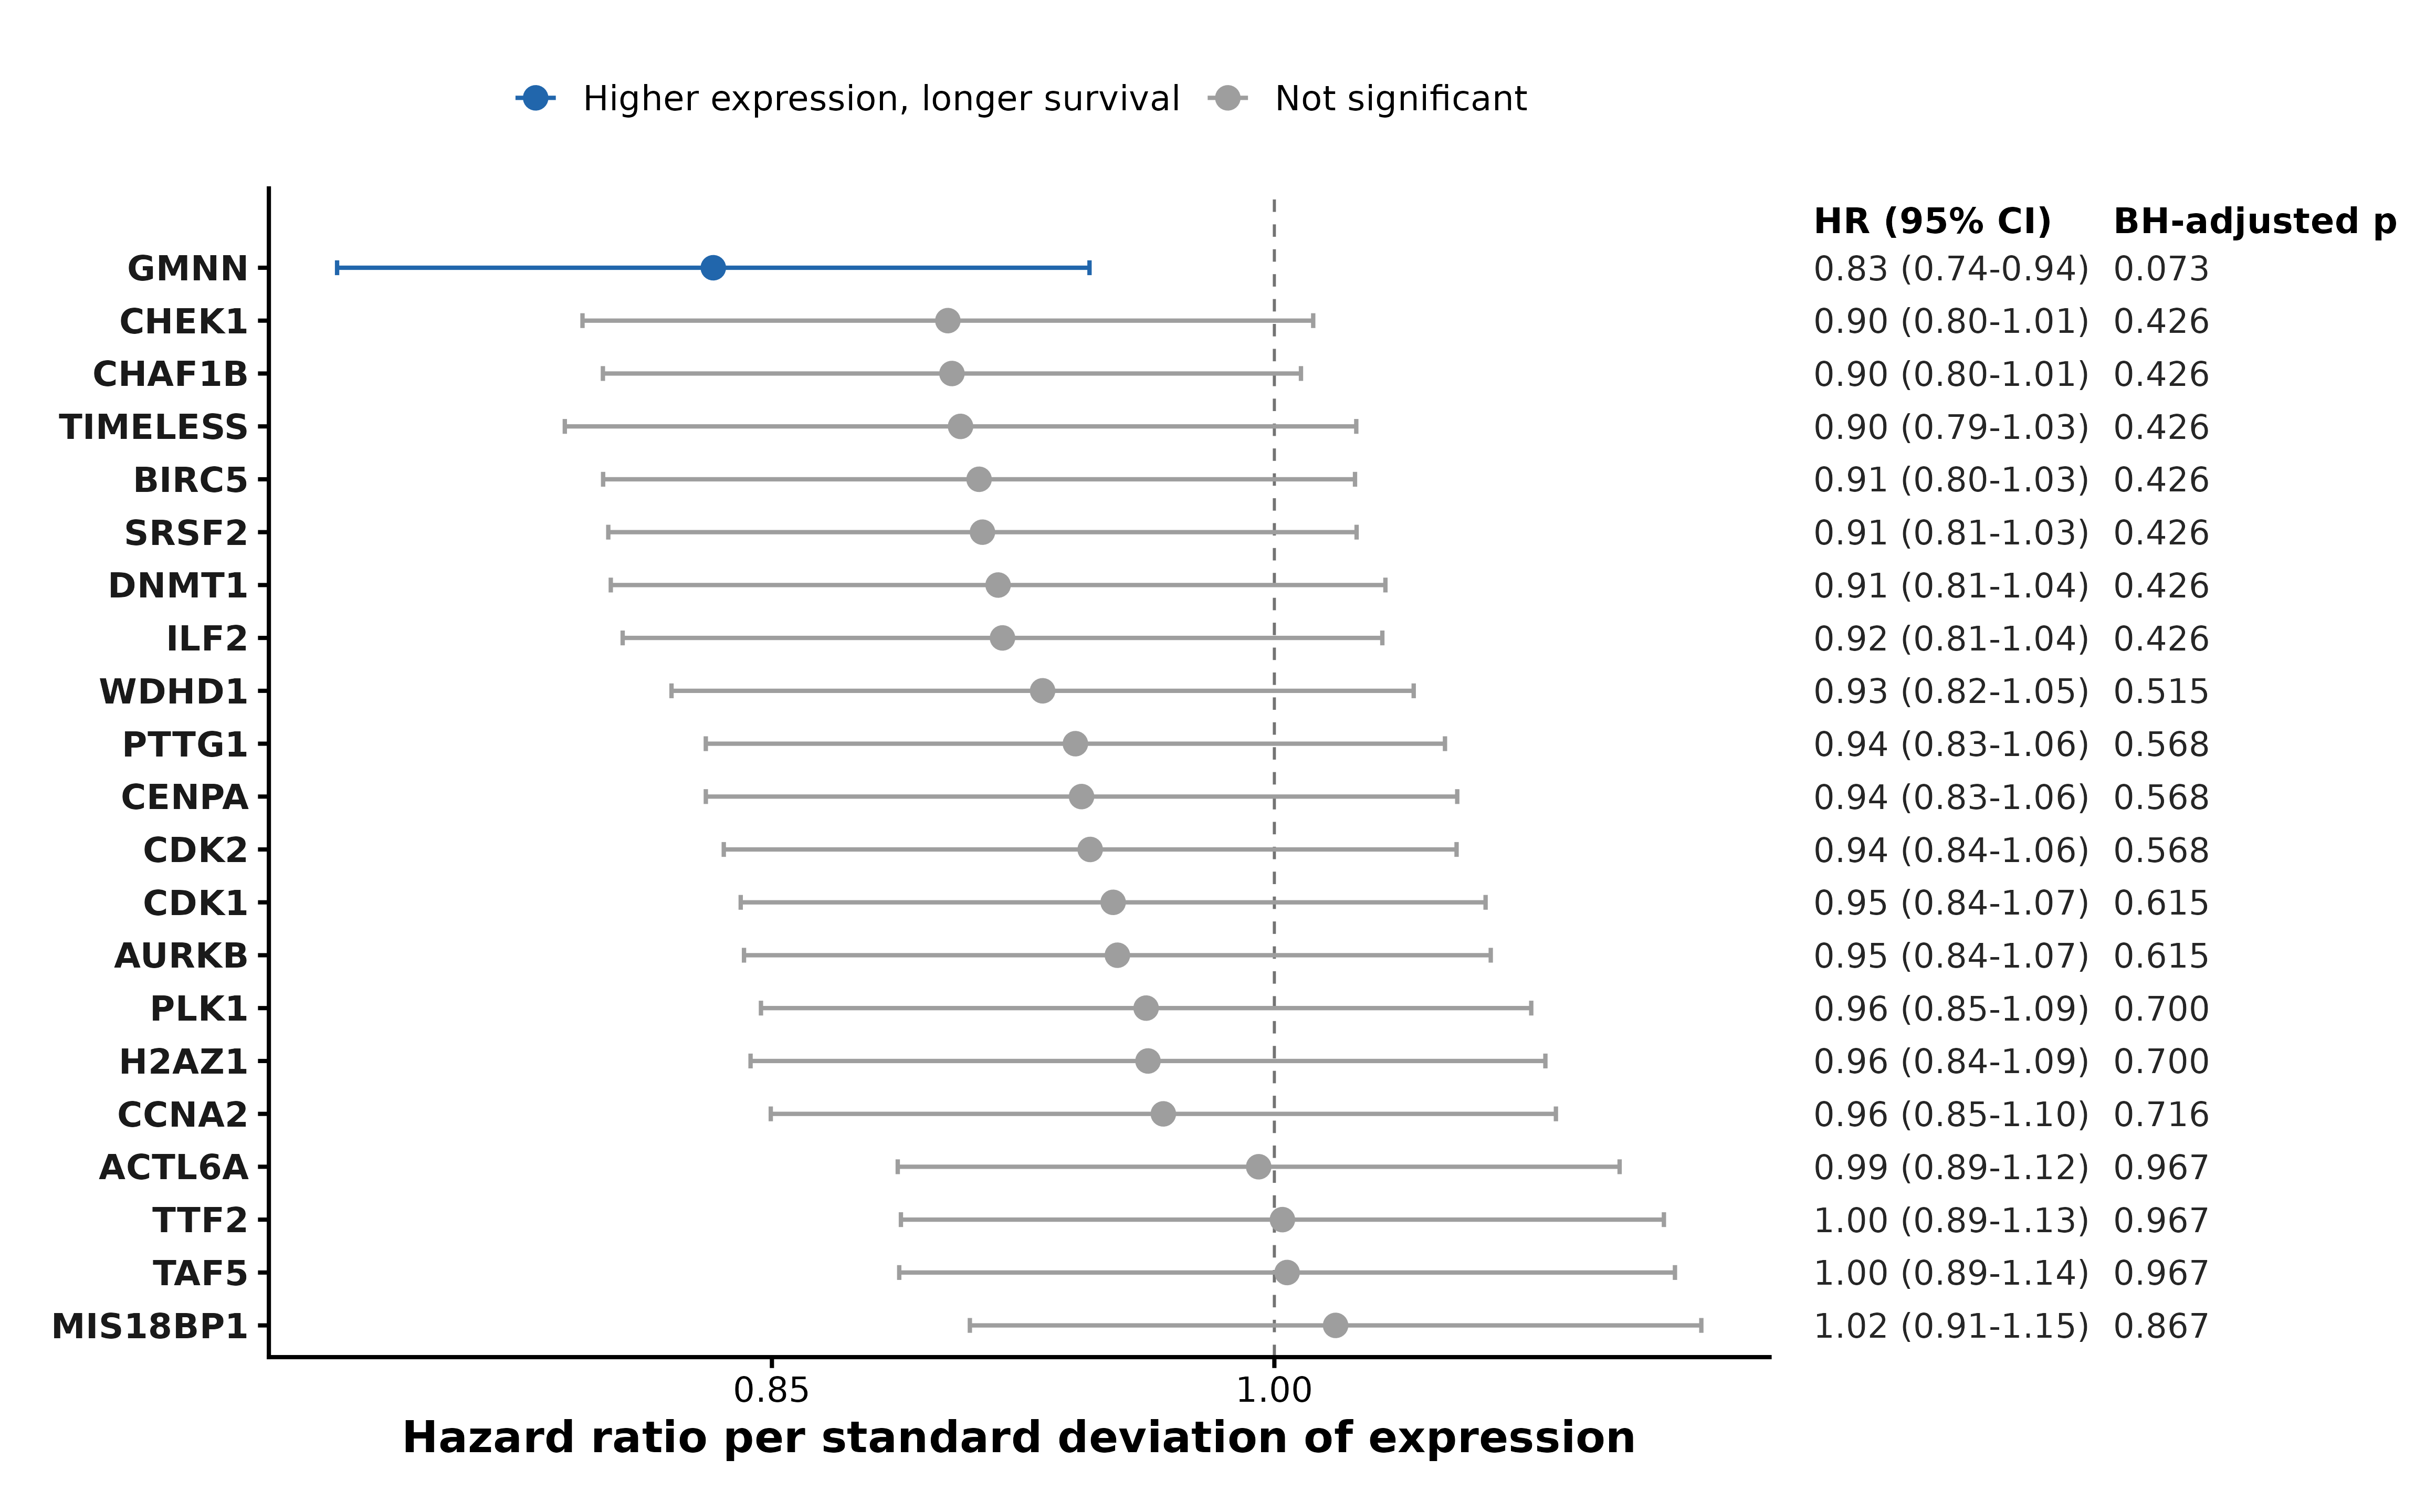 Higher expression, longer survival Not significant
HR (95% CI) BH-adjusted p
GMNN 0.83 (0.74-0.94) 0.073
CHEK1 0.90 (0.80-1.01) 0.426
CHAF1B 0.90 (0.80-1.01) 0.426
TIMELESS 0.90 (0.79-1.03) 0.426
BIRC5 0.91 (0.80-1.03) 0.426
SRSF2 0.91 (0.81-1.03) 0.426
DNMT1 0.91 (0.81-1.04) 0.426
ILF2 0.92 (0.81-1.04) 0.426
WDHD1 0.93 (0.82-1.05) 0.515
PTTG1 0.94 (0.83-1.06) 0.568
CENPA 0.94 (0.83-1.06) 0.568
CDK2 0.94 (0.84-1.06) 0.568
CDK1 0.95 (0.84-1.07) 0.615
AURKB 0.95 (0.84-1.07) 0.615
PLK1 0.96 (0.85-1.09) 0.700
H2AZ1 0.96 (0.84-1.09) 0.700
CCNA2 0.96 (0.85-1.10) 0.716
ACTL6A 0.99 (0.89-1.12) 0.967
TTF2 1.00 (0.89-1.13) 0.967
TAF5 1.00 (0.89-1.14) 0.967
MIS18BP1 1.02 (0.91-1.15) 0.867
0.85 1.00
Hazard ratio per standard deviation of expression